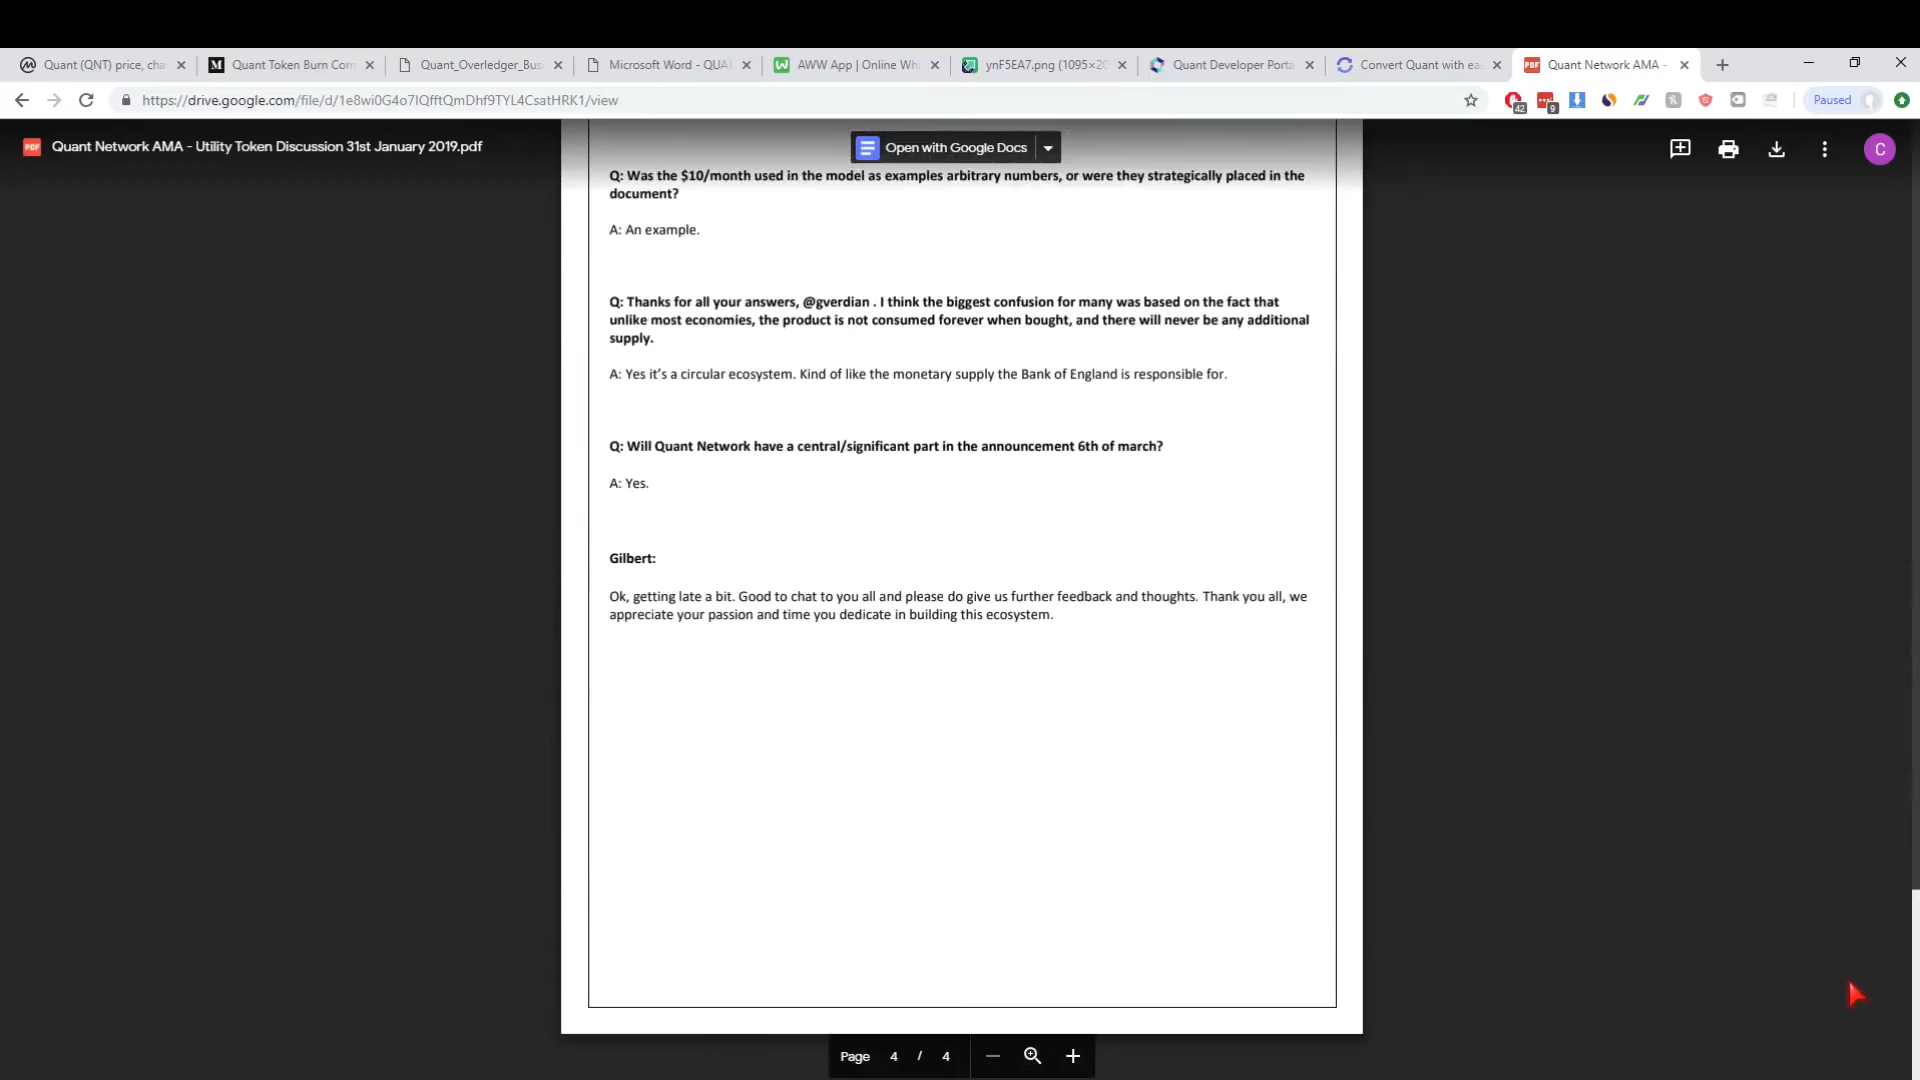 Quant (QNT) price, cha
Quant Token Burn Com
Quant_Overledger_Bus
Microsoft Word - QUA
AWW App | Online Whi
ynF5EA7.png (1095×20
Quant Developer Porta
Convert Quant with ea
Quant Network AMA -
https://drive.google.com/file/d/1e8wi0G4o7IQfftQmDhf9TYL4CsatHRK1/view
42
9
Paused
PDF
Quant Network AMA - Utility Token Discussion 31st January 2019.pdf
Open with Google Docs
C
Q: Was the $10/month used in the model as examples arbitrary numbers, or were they strategically placed in the
document?
A: An example.
Q: Thanks for all your answers, @gverdian . I think the biggest confusion for many was based on the fact that
unlike most economies, the product is not consumed forever when bought, and there will never be any additional
supply.
A: Yes it's a circular ecosystem. Kind of like the monetary supply the Bank of England is responsible for.
Q: Will Quant Network have a central/significant part in the announcement 6th of march?
A: Yes.
Gilbert:
Ok, getting late a bit. Good to chat to you all and please do give us further feedback and thoughts. Thank you all, we
appreciate your passion and time you dedicate in building this ecosystem.
Page 4 / 4